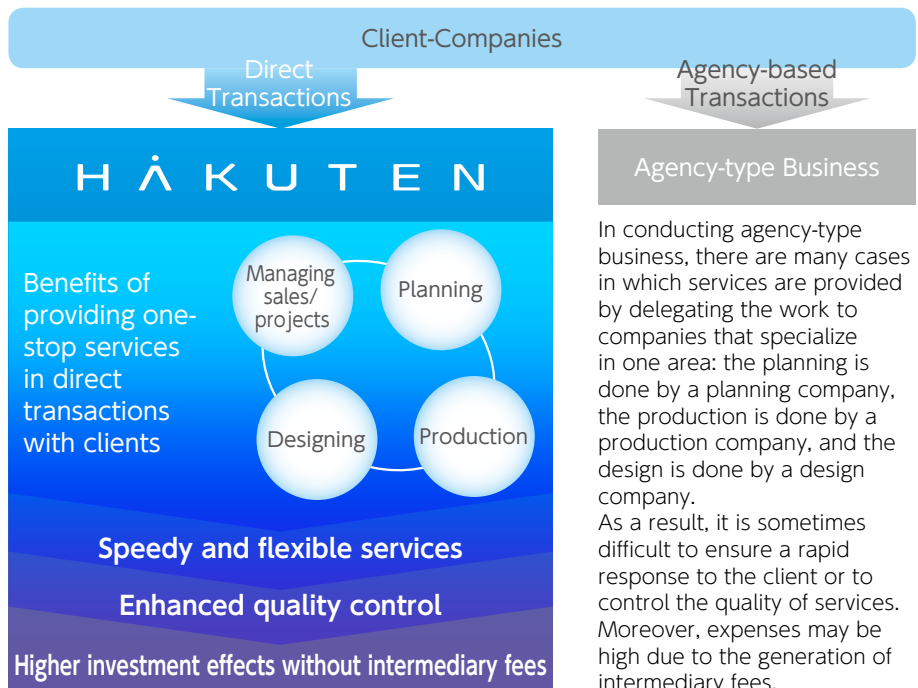 Client-Companies
Direct
Transactions
Agency-based
Transactions
HAKUTEN
Agency-type Business
Benefits of
providing one-
stop services
in direct
transactions
with clients
Managing
sales/
projects
Planning
Designing
Production
Speedy and flexible services
Enhanced quality control
Higher investment effects without intermediary fees
In conducting agency-type
business, there are many cases
in which services are provided
by delegating the work to
companies that specialize
in one area: the planning is
done by a planning company,
the production is done by a
production company, and the
design is done by a design
company.
As a result, it is sometimes
difficult to ensure a rapid
response to the client or to
control the quality of services.
Moreover, expenses may be
high due to the generation of
intermediary fees.